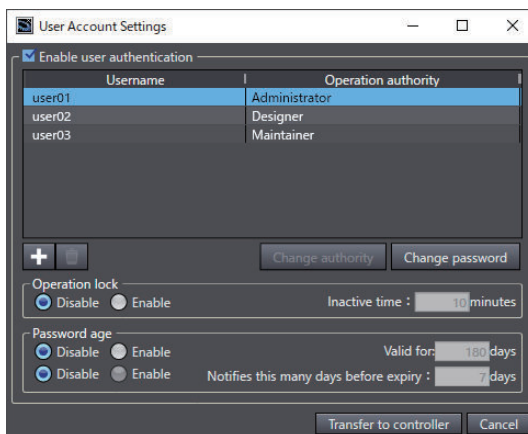 User Account Settings
Enable user authentication
Username Operation authority
user01 Administrator
user02 Designer
user03 Maintainer
Change authority Change password
Operation lock
Disable Enable Inactive time : 10 minutes
Password age
Disable Enable Valid for: 180 days
Disable Enable Notifies this many days before expiry : 7 days
Transfer to controller Cancel